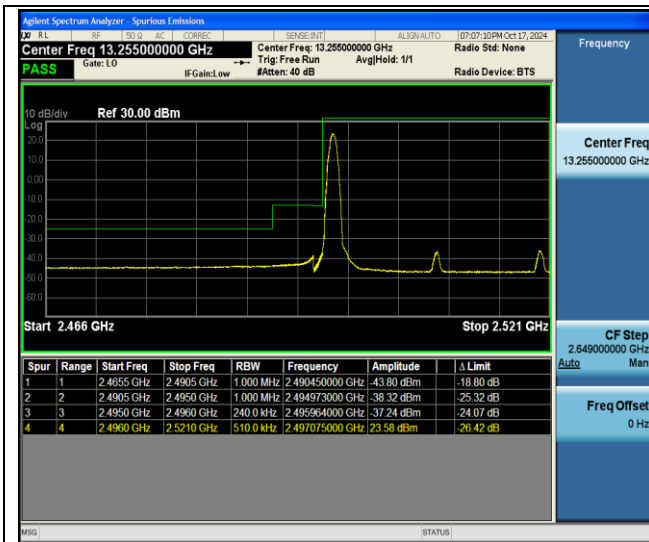 Agilent Spectrum Analyzer - Spurious Emissions
RL RF 50 Ω AC CORREC SENSE:INT ALIGNAUTO 07:07:10PM Oct 17, 2024
Center Freq 13.255000000 GHz Center Freq: 13.255000000 GHz Radio Std: None
PASS Gate: LO Trig: Free Run Avg|Hold: 1/1
IFGain:Low #Atten: 40 dB Radio Device: BTS
10 dB/div Ref 30.00 dBm
Log
20.0
10.0
0.00
-10.0
-20.0
-30.0
-40.0
-50.0
-60.0
Start 2.466 GHz Stop 2.521 GHz
Spur Range Start Freq Stop Freq RBW Frequency Amplitude Δ Limit
1 1 2.4655 GHz 2.4905 GHz 1.000 MHz 2.490450000 GHz -43.80 dBm -18.80 dB
2 2 2.4905 GHz 2.4950 GHz 1.000 MHz 2.494973000 GHz -38.32 dBm -25.32 dB
3 3 2.4950 GHz 2.4960 GHz 240.0 kHz 2.495964000 GHz -37.24 dBm -24.07 dB
4 4 2.4960 GHz 2.5210 GHz 510.0 kHz 2.497075000 GHz 23.58 dBm -26.42 dB
MSG STATUS
Frequency
Center Freq
13.255000000 GHz
CF Step
2.649000000 GHz
Auto Man
Freq Offset
0 Hz